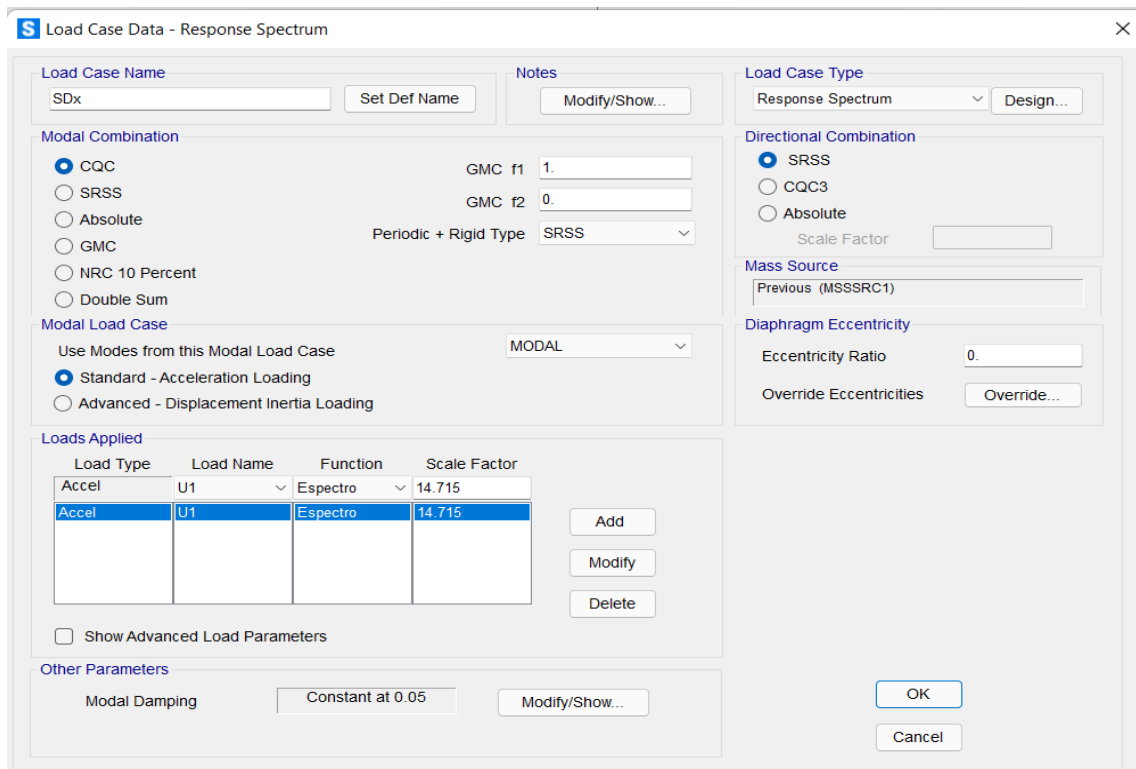 S Load Case Data - Response Spectrum
Load Case Name
SDx
Set Def Name
Notes
Modify/Show...
Load Case Type
Response Spectrum
Design...
Modal Combination
CQC
SRSS
Absolute
GMC
NRC 10 Percent
Double Sum
GMC f1 1.
GMC f2 0.
Periodic + Rigid Type SRSS
Directional Combination
SRSS
CQC3
Absolute
Scale Factor
Mass Source
Previous (MSSSRC1)
Modal Load Case
Use Modes from this Modal Load Case MODAL
Standard - Acceleration Loading
Advanced - Displacement Inertia Loading
Diaphragm Eccentricity
Eccentricity Ratio 0.
Override Eccentricities Override...
Loads Applied
Load Type Load Name Function Scale Factor
Accel U1 Espectro 14.715
Accel U1 Espectro 14.715
Add
Modify
Delete
Show Advanced Load Parameters
Other Parameters
Modal Damping Constant at 0.05 Modify/Show...
OK
Cancel